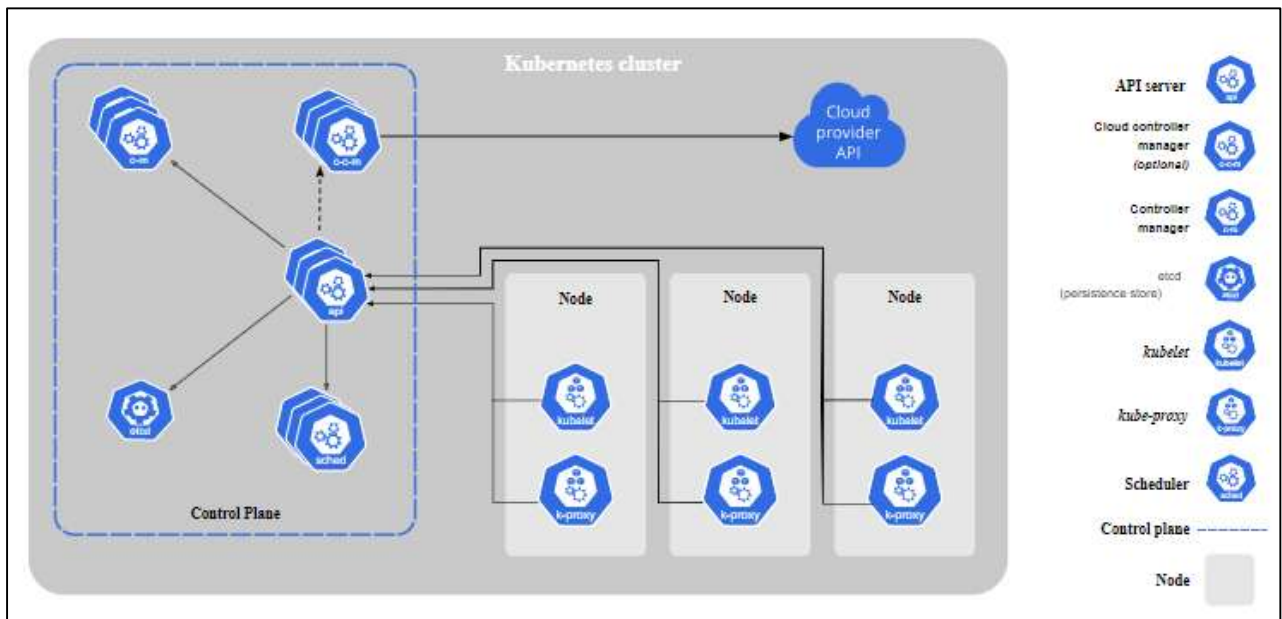 Kubernetes cluster
c-m
c-c-m
Cloud
provider
API
api
etcd
sched
Control Plane
Node
kubelet
k-proxy
Node
kubelet
k-proxy
Node
kubelet
k-proxy
API server
api
Cloud controller
manager
(optional)
c-c-m
Controller
manager
c-m
etcd
(persistence store)
etcd
kubelet
kubelet
kube-proxy
k-proxy
Scheduler
sched
Control plane
Node